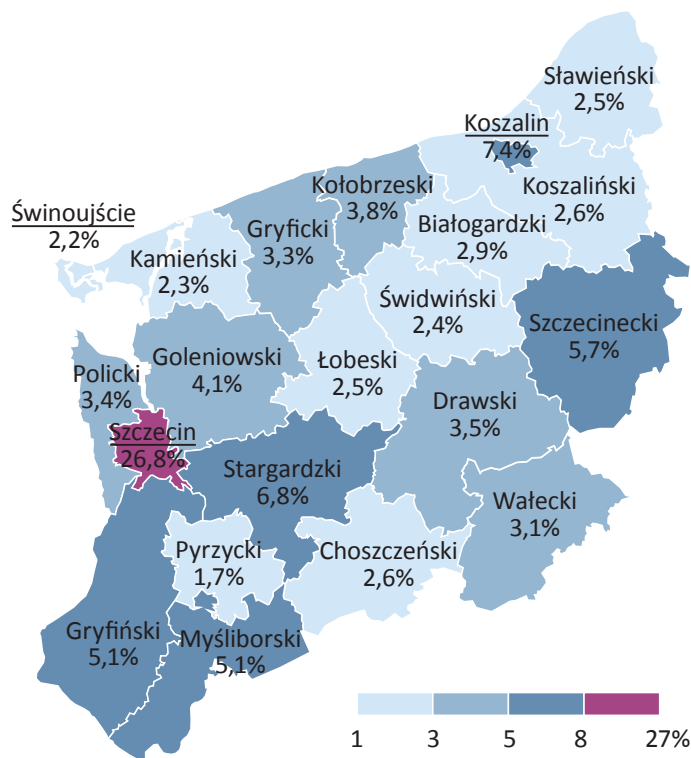 Sławieński
2,5%
Koszalin
7,4%
Kołobrzeski
3,8%
Koszaliński
2,6%
Świnoujście
2,2%
Gryficki
3,3%
Białogardzki
2,9%
Kamieński
2,3%
Świdwiński
2,4%
Szczecinecki
5,7%
Goleniowski
4,1%
Łobeski
2,5%
Policki
3,4%
Drawski
3,5%
Szczecin
26,8%
Stargardzki
6,8%
Wałecki
3,1%
Pyrzycki
1,7%
Choszczeński
2,6%
Gryfiński
5,1%
Myśliborski
5,1%
1 3 5 8 27%